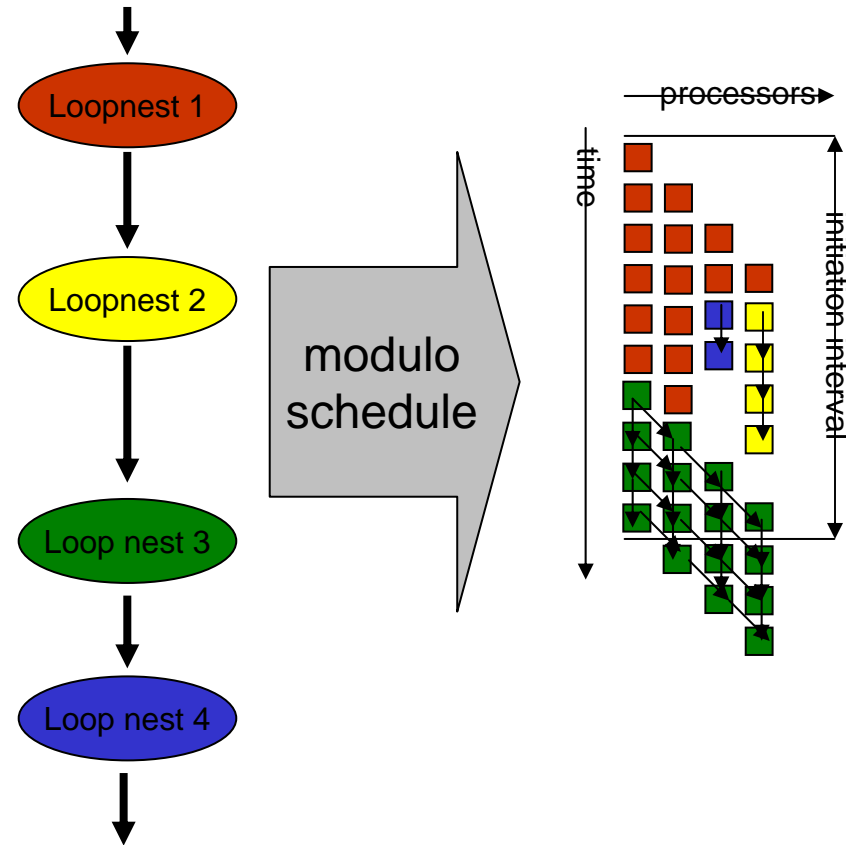 Loopnest 1
Loopnest 2
Loop nest 3
Loop nest 4
modulo
schedule
processors
time
initiation interval